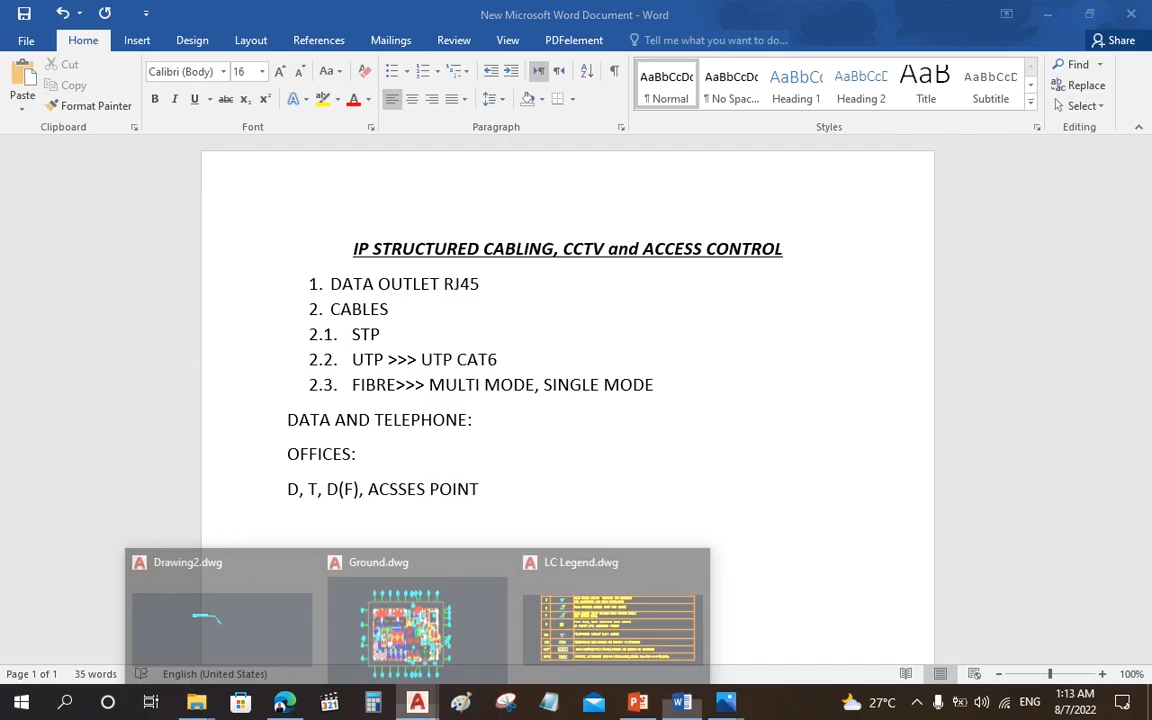 New Microsoft Word Document - Word
File Home Insert Design Layout References Mailings Review View PDFelement Tell me what you want to do... Share
Paste
Cut
Copy
Format Painter
Clipboard
Calibri (Body) 16
Font
Paragraph
AaBbCcDc AaBbCcDc AaBbCc AaBbCcD AaB AaBbCcD
¶ Normal ¶ No Spac... Heading 1 Heading 2 Title Subtitle
Styles
Find
Replace
Select
Editing
IP STRUCTURED CABLING, CCTV and ACCESS CONTROL
1. DATA OUTLET RJ45
2. CABLES
2.1. STP
2.2. UTP >>> UTP CAT6
2.3. FIBRE>>> MULTI MODE, SINGLE MODE
DATA AND TELEPHONE:
OFFICES:
D, T, D(F), ACSSES POINT
Drawing2.dwg Ground.dwg LC Legend.dwg
Page 1 of 1 35 words English (United States) 100%
27°C ENG 1:13 AM
8/7/2022